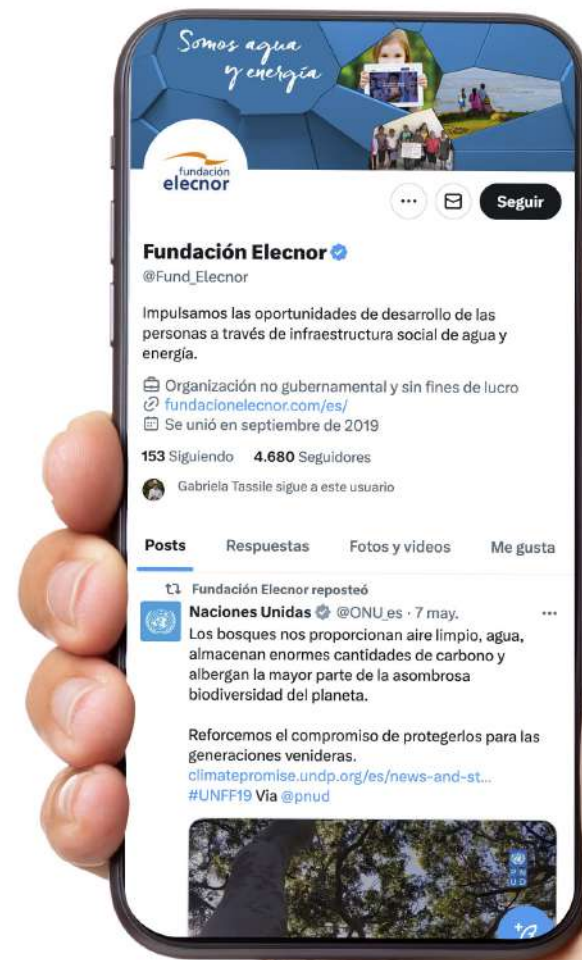 Somos agua
y energía
fundación
elecnor
Seguir
Fundación Elecnor
@Fund_Elecnor
Impulsamos las oportunidades de desarrollo de las
personas a través de infraestructura social de agua y
energía.
Organización no gubernamental y sin fines de lucro
fundacionelecnor.com/es/
Se unió en septiembre de 2019
153 Siguiendo 4.680 Seguidores
Gabriela Tassile sigue a este usuario
Posts Respuestas Fotos y videos Me gusta
Fundación Elecnor reposteó
Naciones Unidas @ONU_es · 7 may.
Los bosques nos proporcionan aire limpio, agua,
almacenan enormes cantidades de carbono y
albergan la mayor parte de la asombrosa
biodiversidad del planeta.
Reforcemos el compromiso de protegerlos para las
generaciones venideras.
climatepromise.undp.org/es/news-and-st...
#UNFF19 Via @pnud
P N
U D